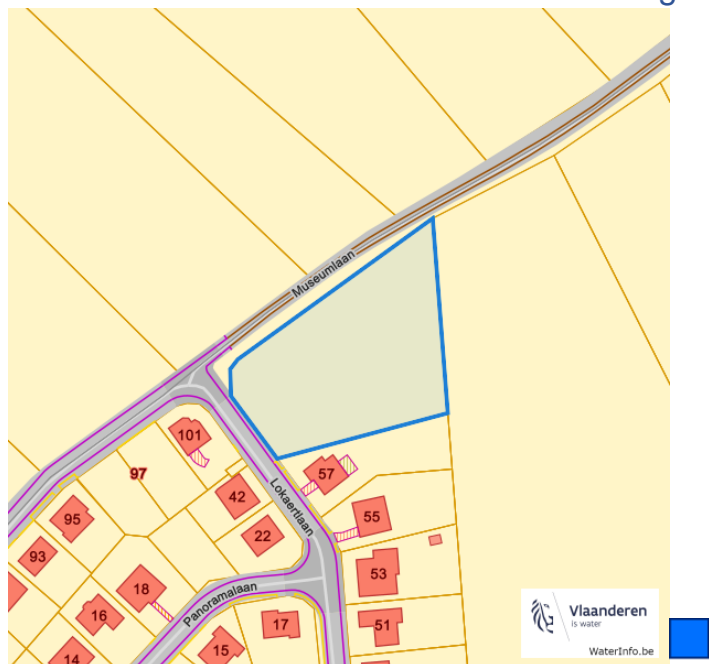 Museumlaan
101
97
57
42
Lokaertlaan
95
55
22
93
53
18
Panoramalaan
16
17
51
15
14
Vlaanderen
is water
WaterInfo.be